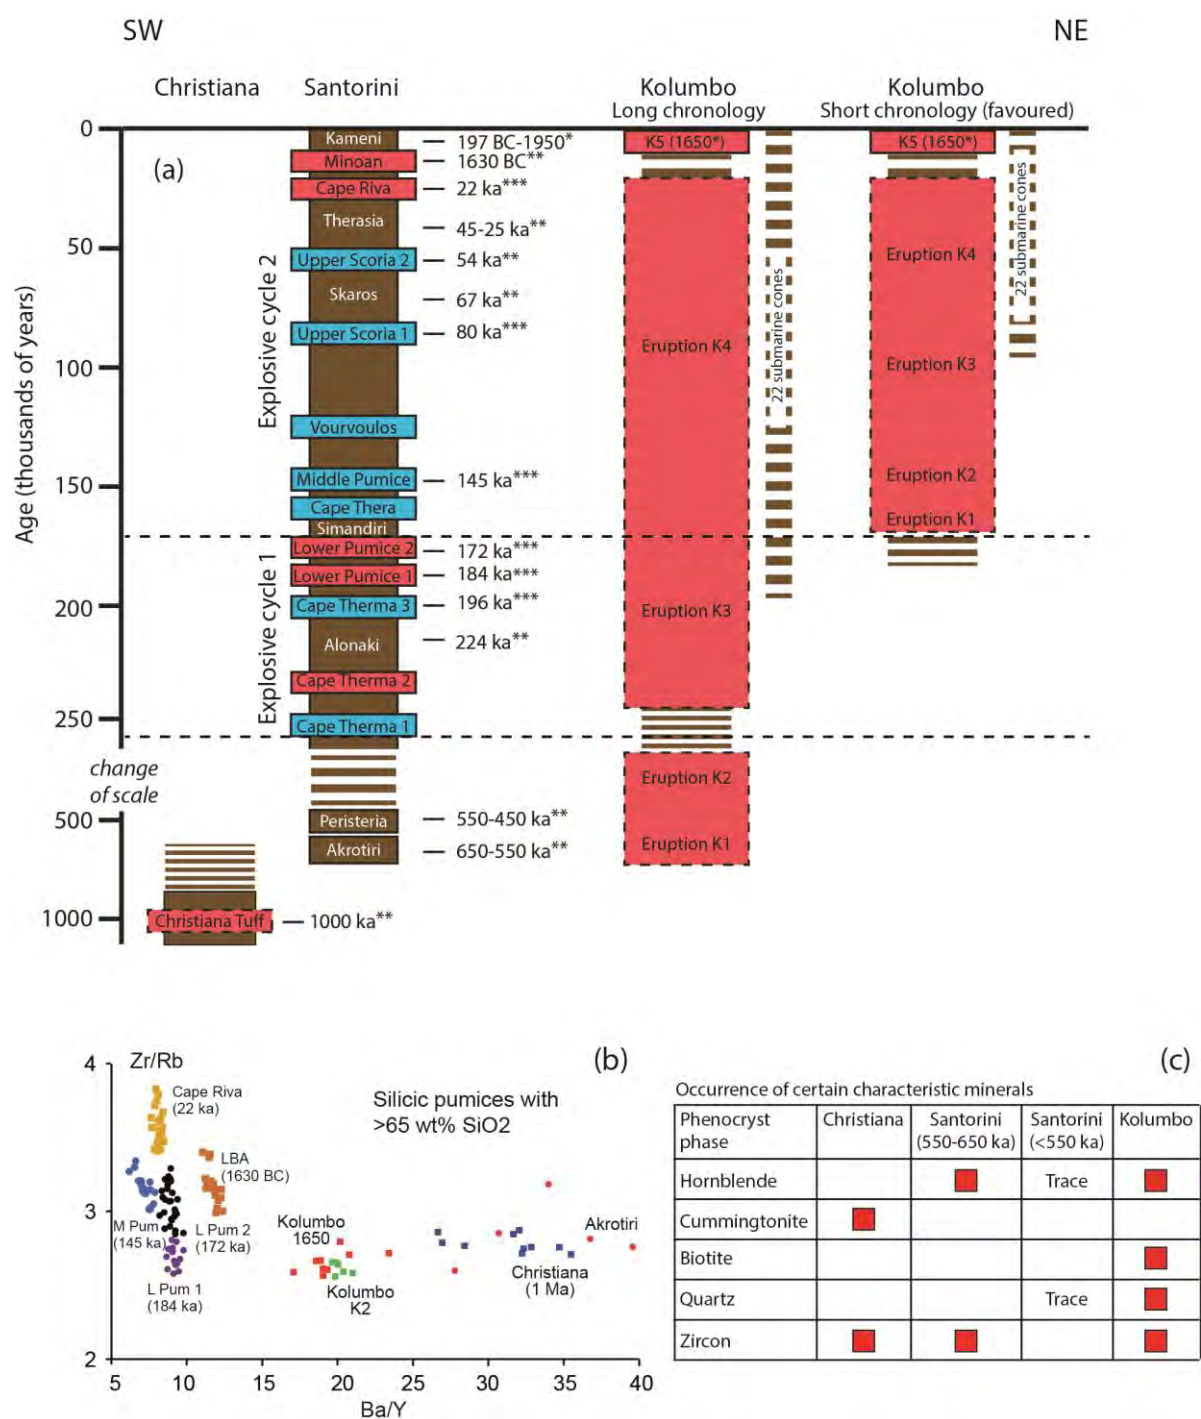 SW
NE
Christiana
Santorini
Kolumbo
Long chronology
Kolumbo
Short chronology (favoured)
Age (thousands of years)
0
50
100
150
200
250
change
of scale
500
1000
(a)
Explosive cycle 2
Explosive cycle 1
Kameni
197 BC-1950*
Minoan
1630 BC**
Cape Riva
22 ka***
Therasia
45-25 ka**
Upper Scoria 2
54 ka**
Skaros
67 ka**
Upper Scoria 1
80 ka***
Vourvoulos
Middle Pumice
145 ka***
Cape Thera
Simandiri
Lower Pumice 2
172 ka***
Lower Pumice 1
184 ka***
Cape Therma 3
196 ka***
Alonaki
224 ka**
Cape Therma 2
Cape Therma 1
Peristeria
550-450 ka**
Akrotiri
650-550 ka**
Christiana Tuff
1000 ka**
K5 (1650*)
Eruption K4
Eruption K3
Eruption K2
Eruption K1
22 submarine cones
K5 (1650*)
Eruption K4
Eruption K3
Eruption K2
Eruption K1
22 submarine cones
(b)
Zr/Rb
4
3
2
5 10 15 20 25 30 35 40
Ba/Y
Silicic pumices with
>65 wt% SiO2
Cape Riva
(22 ka)
LBA
(1630 BC)
M Pum
(145 ka)
L Pum 2
(172 ka)
L Pum 1
(184 ka)
Kolumbo
1650
Kolumbo
K2
Christiana
(1 Ma)
Akrotiri
(c)
Occurrence of certain characteristic minerals
Phenocryst
phase
Christiana
Santorini
(550-650 ka)
Santorini
(<550 ka)
Kolumbo
Hornblende
Trace
Cummingtonite
Biotite
Quartz
Trace
Zircon